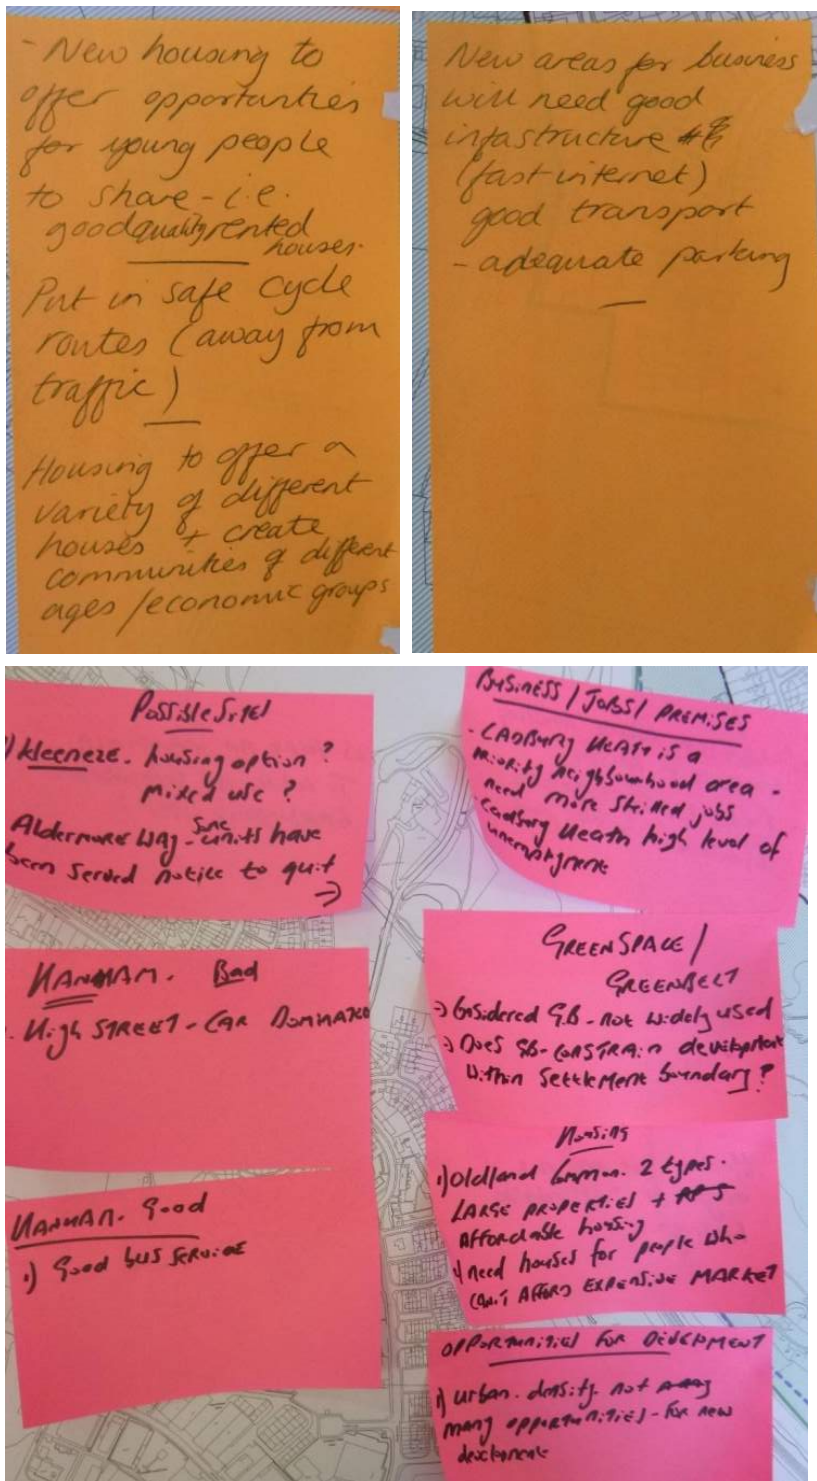 - New housing to
offer opportunities
for young people
to share - i.e.
good quality rented
houses.
Put in safe cycle
routes (away from
traffic)
Housing to offer a
variety of different
houses + create
communities of different
ages / economic groups
New areas for business
will need good
infastructure
(fast internet)
good transport
- adequate parking
Possible Sites
1) Kleeneze - housing option?
mixed use?
Aldermoor Way - some units have
been served notice to quit
→
BUSINESS / JOBS / PREMISES
- CADBURY HEATH is a
priority neighbourhood area -
need more skilled jobs
Cadbury Heath high level of
unemployment
HANHAM. Bad
. High STREET - CAR DOMINATED
GREENSPACE /
GREENBELT
→ Considered G.B - not widely used
→ Does GB - CONSTRAIN development
within settlement boundary?
HANHAM. Good
1) Good bus SERVICE
Housing
1) Oldland Common. 2 types.
LARGE PROPERTIES +
Affordable housing
1) need houses for people who
CAN'T AFFORD EXPENSIVE MARKET
OPPORTUNITIES FOR DEVELOPMENT
1) urban. density. not
many opportunities - for new
development